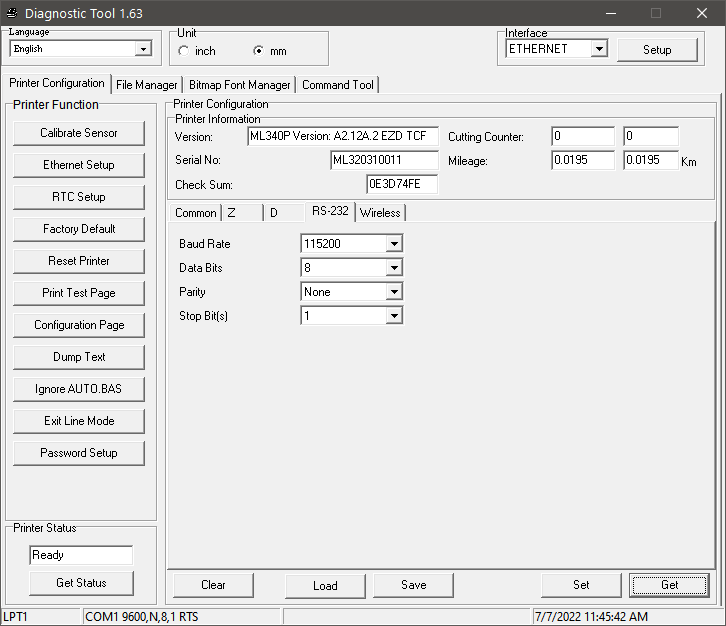 Diagnostic Tool 1.63
Language
English
Unit
inch
mm
Interface
ETHERNET
Setup
Printer Configuration
File Manager
Bitmap Font Manager
Command Tool
Printer Function
Calibrate Sensor
Ethernet Setup
RTC Setup
Factory Default
Reset Printer
Print Test Page
Configuration Page
Dump Text
Ignore AUTO.BAS
Exit Line Mode
Password Setup
Printer Status
Ready
Get Status
Printer Configuration
Printer Information
Version: ML340P Version: A2.12A.2 EZD TCF
Cutting Counter: 0 0
Serial No: ML320310011
Mileage: 0.0195 0.0195 Km
Check Sum: 0E3D74FE
Common Z D RS-232 Wireless
Baud Rate 115200
Data Bits 8
Parity None
Stop Bit(s) 1
Clear Load Save Set Get
LPT1 COM1 9600,N,8,1 RTS 7/7/2022 11:45:42 AM